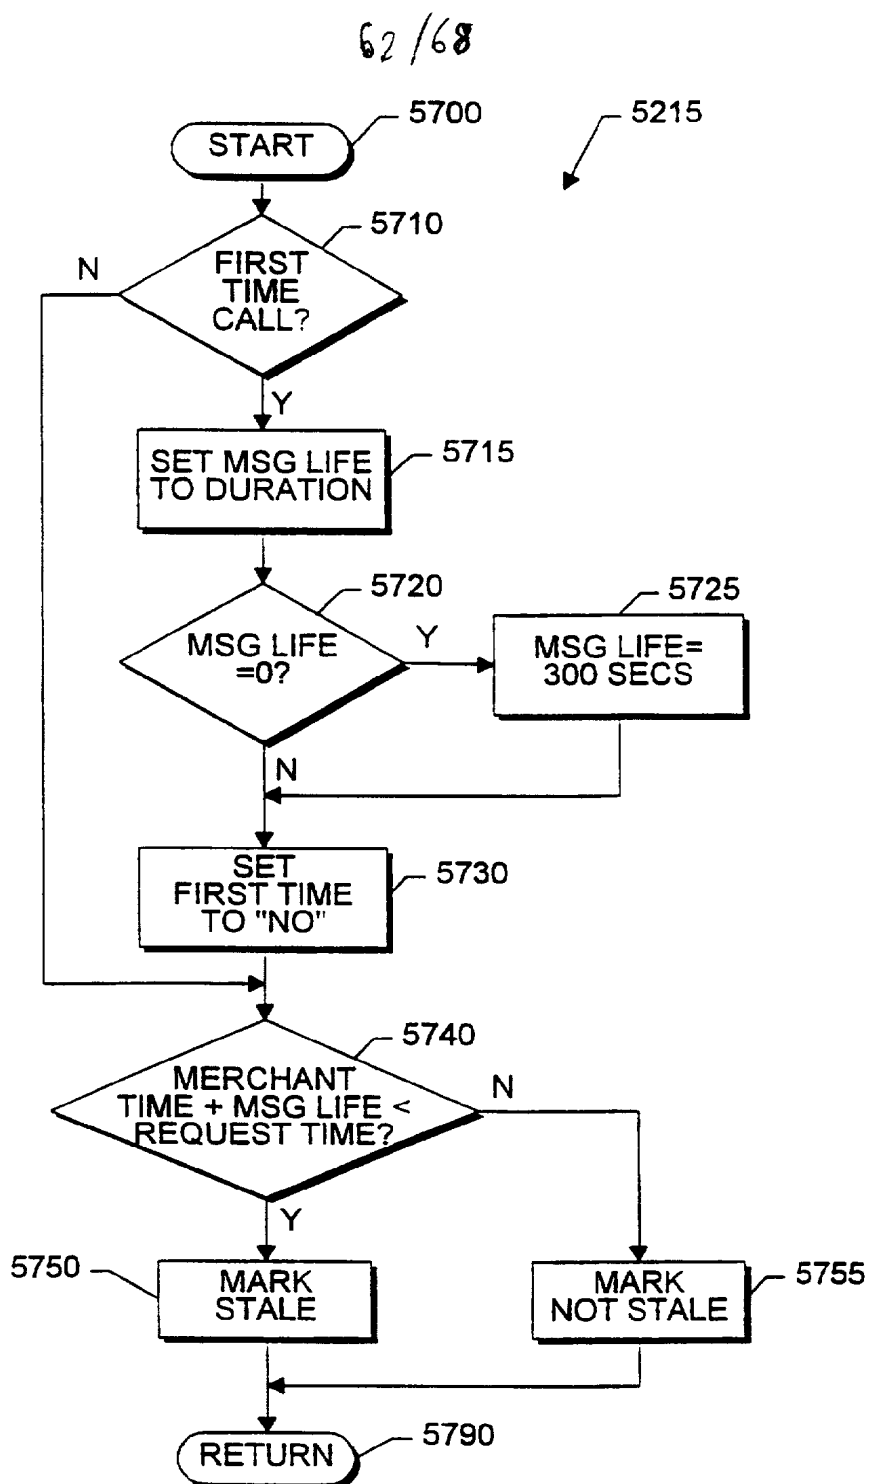 62/68
5700
5215
START
5710
N
FIRST
TIME
CALL?
Y
5715
SET MSG LIFE
TO DURATION
5720
5725
MSG LIFE
=0?
Y
MSG LIFE=
300 SECS
N
SET
FIRST TIME
TO "NO"
5730
5740
MERCHANT
TIME + MSG LIFE <
REQUEST TIME?
N
Y
5750
MARK
STALE
MARK
NOT STALE
5755
RETURN
5790